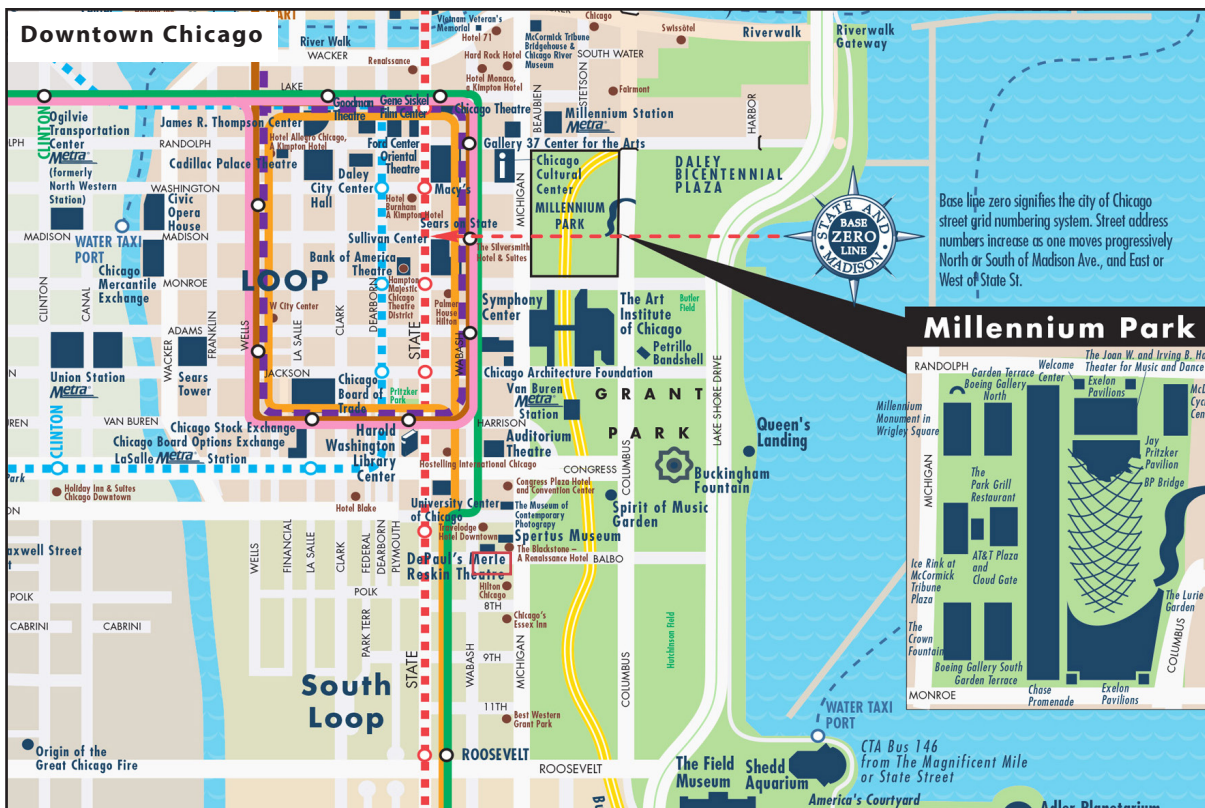 Downtown Chicago
START
River Walk
WACKER
Renaissance
Vietnam Veteran's
Memorial
Hotel 71
Hard Rock Hotel
Hotel Monaco,
a Kimpton Hotel
McCormick Tribune
Bridgehouse &
Chicago River
Museum
Chicago
Swissôtel
SOUTH WATER
STETSON
BEAUBIEN
Fairmont
Riverwalk
Riverwalk
Gateway
HARBOR
LAKE
CLINTON
Ogilvie
Transportation
Center
Metra
(formerly
North Western
Station)
James R. Thompson Center
Goodman
Theatre
Gene Siskel
Film Center
Chicago Theatre
Millennium Station
Metra
RANDOLPH
Hotel Allegro Chicago,
A Kimpton Hotel
Ford Center
Oriental
Theatre
Gallery 37 Center for the Arts
Cadillac Palace Theatre
Daley
Center
City
Hall
Macy's
Chicago
Cultural
Center
MILLENNIUM
PARK
DALEY
BICENTENNIAL
PLAZA
WASHINGTON
Civic
Opera
House
Hotel
Burnham
A Kimpton Hotel
Sears on State
MICHIGAN
MADISON
MADISON
WATER TAXI
PORT
Sullivan Center
The Silversmith
Hotel & Suites
STATE AND
BASE
ZERO
LINE
MADISON
Base line zero signifies the city of Chicago
street grid numbering system. Street address
numbers increase as one moves progressively
North or South of Madison Ave., and East or
West of State St.
Chicago
Mercantile
Exchange
LOOP
Bank of America
Theatre
Hampton
Majestic
Chicago
Theatre
District
MONROE
CLINTON
CANAL
W City Center
Palmer
House
Hilton
Symphony
Center
The Art
Institute
of Chicago
Butler
Field
Petrillo
Bandshell
ADAMS
WACKER
FRANKLIN
WELLS
LA SALLE
CLARK
DEARBORN
STATE
WABASH
Union Station
Metra
Sears
Tower
JACKSON
Chicago
Board of
Trade
Pritzker
Park
Chicago Architecture Foundation
Van Buren
Metra
Station
GRANT
PARK
LAKE SHORE DRIVE
VAN BUREN
Chicago Stock Exchange
CLINTON
Chicago Board Options Exchange
LaSalle Metra Station
Harold
Washington
Library
Center
HARRISON
Auditorium
Theatre
Hostelling International Chicago
CONGRESS
COLUMBUS
Buckingham
Fountain
Queen's
Landing
Holiday Inn & Suites
Chicago Downtown
Hotel Blake
University Center
of Chicago
Congress Plaza Hotel
and Convention Center
The Museum of
Contemporary
Photograpy
Spirit of Music
Garden
Travelodge
Hotel Downtown
Spertus Museum
The Blackstone –
A Renaissance Hotel
DePaul's Merle
Reskin Theatre
BALBO
WELLS
FINANCIAL
LA SALLE
CLARK
FEDERAL
DEARBORN
PLYMOUTH
POLK
POLK
Hilton
Chicago
8TH
CABRINI
CABRINI
PARK TERR
STATE
Chicago's
Essex Inn
9TH
WABASH
MICHIGAN
COLUMBUS
Hutchinson Field
South
Loop
11TH
Best Western
Grant Park
Origin of the
Great Chicago Fire
ROOSEVELT
ROOSEVELT
The Field
Museum
Shedd
Aquarium
WATER TAXI
PORT
CTA Bus 146
from The Magnificent Mile
or State Street
America's Courtyard
Adler Planetarium
Millennium Park
RANDOLPH
Welcome
Center
The Joan W. and Irving B. Ha
Theater for Music and Dance
Garden Terrace
Boeing Gallery
North
Exelon
Pavilions
Millennium
Monument in
Wrigley Square
MICHIGAN
Jay
Pritzker
Pavilion
BP Bridge
The
Park Grill
Restaurant
AT&T Plaza
and
Cloud Gate
Ice Rink at
McCormick
Tribune
Plaza
The Lurie
Garden
The
Crown
Fountain
Boeing Gallery South
Garden Terrace
COLUMBUS
MONROE
Chase
Promenade
Exelon
Pavilions